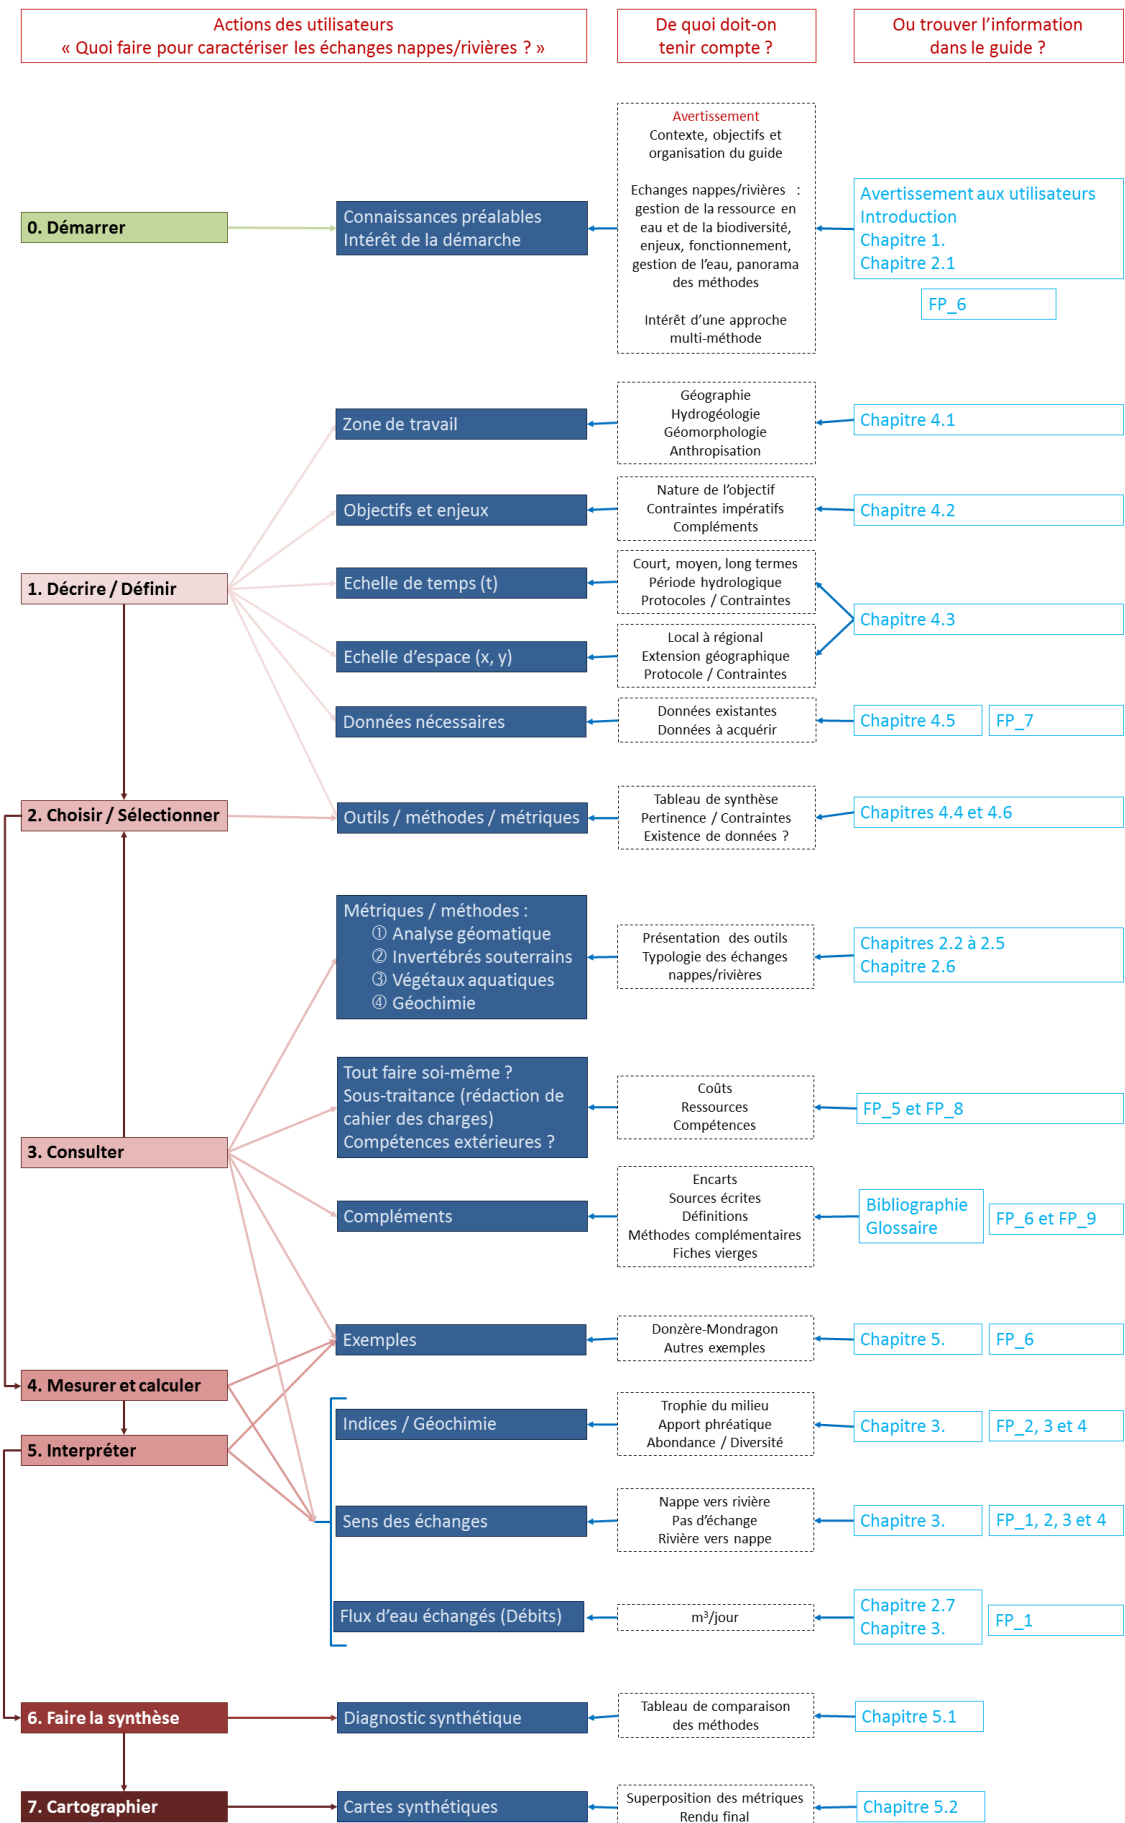 Actions des utilisateurs
« Quoi faire pour caractériser les échanges nappes/rivières ? »
De quoi doit-on
tenir compte ?
Ou trouver l'information
dans le guide ?
0. Démarrer
Connaissances préalables
Intérêt de la démarche
Avertissement
Contexte, objectifs et
organisation du guide
Echanges nappes/rivières :
gestion de la ressource en
eau et de la biodiversité,
enjeux, fonctionnement,
gestion de l'eau, panorama
des méthodes
Intérêt d'une approche
multi-méthode
Avertissement aux utilisateurs
Introduction
Chapitre 1.
Chapitre 2.1
FP_6
1. Décrire / Définir
Zone de travail
Géographie
Hydrogéologie
Géomorphologie
Anthropisation
Chapitre 4.1
Objectifs et enjeux
Nature de l'objectif
Contraintes impératifs
Compléments
Chapitre 4.2
Echelle de temps (t)
Court, moyen, long termes
Période hydrologique
Protocoles / Contraintes
Chapitre 4.3
Echelle d'espace (x, y)
Local à régional
Extension géographique
Protocole / Contraintes
Données nécessaires
Données existantes
Données à acquérir
Chapitre 4.5
FP_7
2. Choisir / Sélectionner
Outils / méthodes / métriques
Tableau de synthèse
Pertinence / Contraintes
Existence de données ?
Chapitres 4.4 et 4.6
3. Consulter
Métriques / méthodes :
① Analyse géomatique
② Invertébrés souterrains
③ Végétaux aquatiques
④ Géochimie
Présentation des outils
Typologie des échanges
nappes/rivières
Chapitres 2.2 à 2.5
Chapitre 2.6
Tout faire soi-même ?
Sous-traitance (rédaction de
cahier des charges)
Compétences extérieures ?
Coûts
Ressources
Compétences
FP_5 et FP_8
Compléments
Encarts
Sources écrites
Définitions
Méthodes complémentaires
Fiches vierges
Bibliographie
Glossaire
FP_6 et FP_9
Exemples
Donzère-Mondragon
Autres exemples
Chapitre 5.
FP_6
4. Mesurer et calculer
5. Interpréter
Indices / Géochimie
Trophie du milieu
Apport phréatique
Abondance / Diversité
Chapitre 3.
FP_2, 3 et 4
Sens des échanges
Nappe vers rivière
Pas d'échange
Rivière vers nappe
Chapitre 3.
FP_1, 2, 3 et 4
Flux d'eau échangés (Débits)
m³/jour
Chapitre 2.7
Chapitre 3.
FP_1
6. Faire la synthèse
Diagnostic synthétique
Tableau de comparaison
des méthodes
Chapitre 5.1
7. Cartographier
Cartes synthétiques
Superposition des métriques
Rendu final
Chapitre 5.2